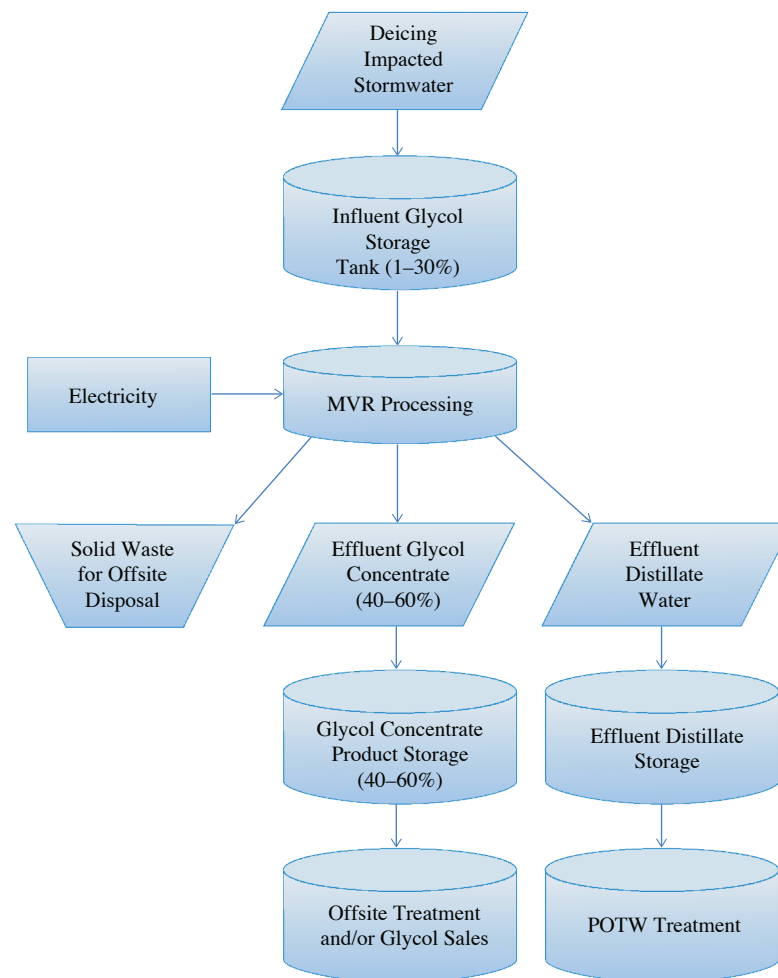 Deicing
Impacted
Stormwater
Influent Glycol
Storage
Tank (1–30%)
Electricity
MVR Processing
Solid Waste
for Offsite
Disposal
Effluent Glycol
Concentrate
(40–60%)
Effluent
Distillate
Water
Glycol Concentrate
Product Storage
(40–60%)
Effluent Distillate
Storage
Offsite Treatment
and/or Glycol Sales
POTW Treatment